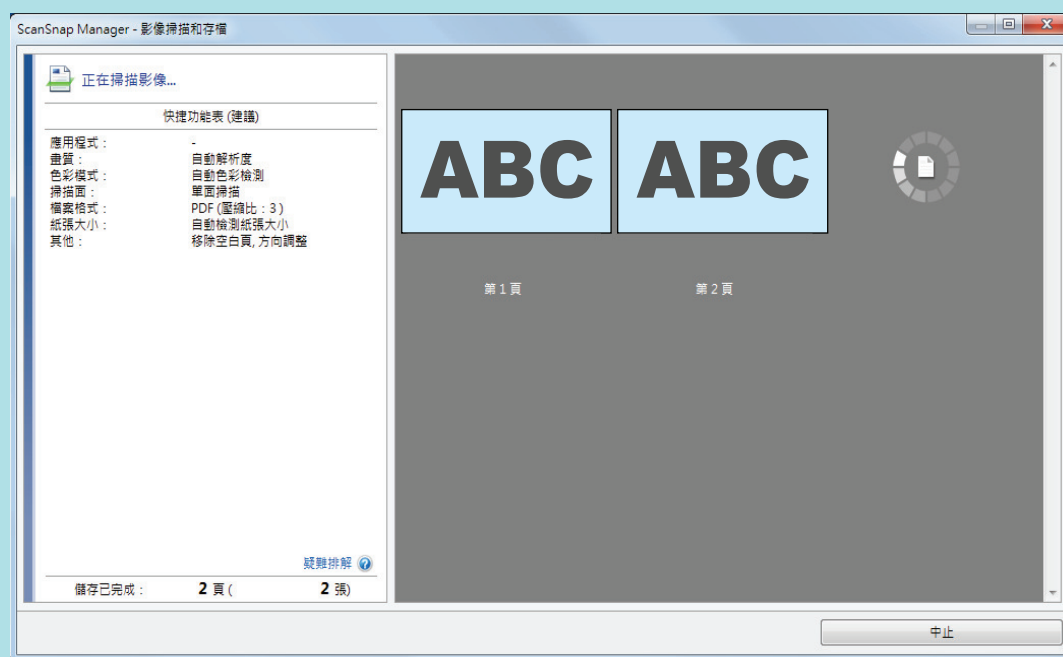 ScanSnap Manager - 影像掃描和存檔
正在掃描影像...
快捷功能表 (建議)
應用程式： -
畫質： 自動解析度
色彩模式： 自動色彩檢測
掃描面： 單面掃描
檔案格式： PDF (壓縮比：3)
紙張大小： 自動檢測紙張大小
其他： 移除空白頁, 方向調整
ABC ABC
第 1 頁 第 2 頁
疑難排解
儲存已完成： 2 頁 ( 2 張)
中止